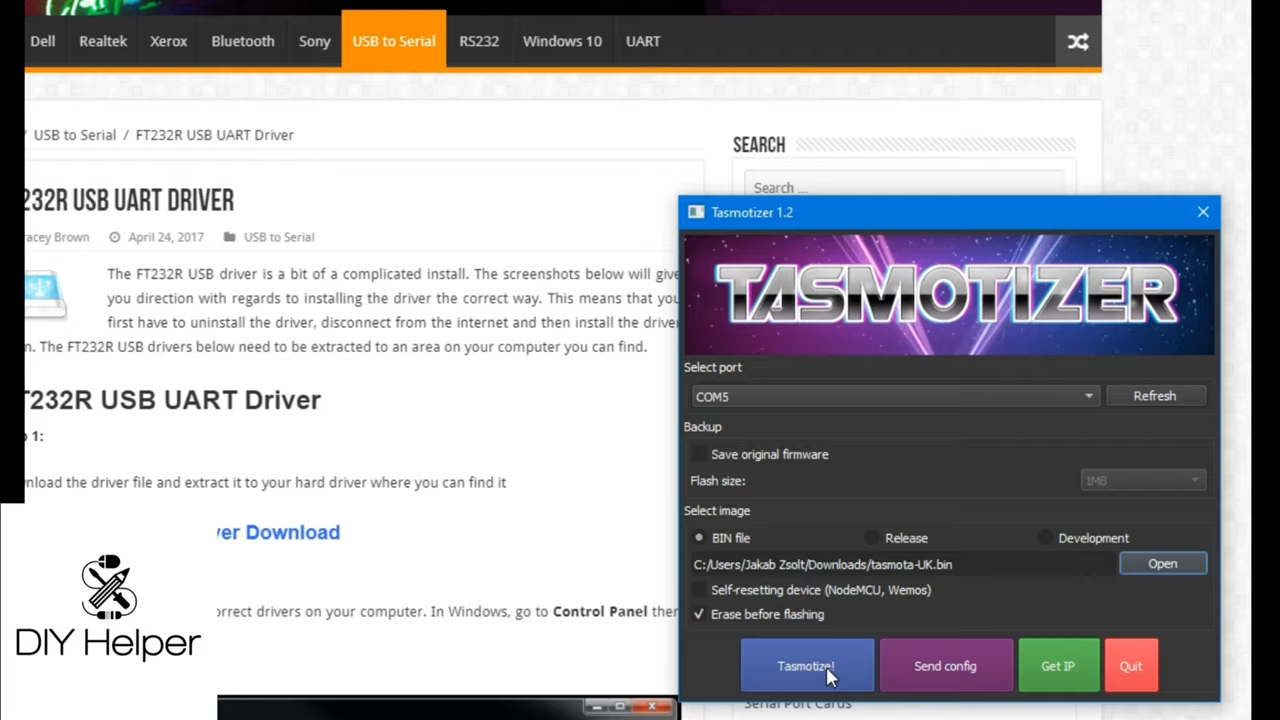 Dell Realtek Xerox Bluetooth Sony USB to Serial RS232 Windows 10 UART
/ USB to Serial / FT232R USB UART Driver
232R USB UART DRIVER
racey Brown April 24, 2017 USB to Serial
The FT232R USB driver is a bit of a complicated install. The screenshots below will give
you direction with regards to installing the driver the correct way. This means that you
first have to uninstall the driver, disconnect from the internet and then install the driver
n. The FT232R USB drivers below need to be extracted to an area on your computer you can find.
T232R USB UART Driver
1:
nload the driver file and extract it to your hard driver where you can find it
er Download
orrect drivers on your computer. In Windows, go to Control Panel then
SEARCH
Search ...
Tasmotizer 1.2
TASMOTIZER
Select port
COM5 Refresh
Backup
Save original firmware
Flash size: 1MB
Select image
BIN file Release Development
C:/Users/Jakab Zsolt/Downloads/tasmota-UK.bin Open
Self-resetting device (NodeMCU, Wemos)
Erase before flashing
Tasmotize! Send config Get IP Quit
Serial Port Cards
DIY Helper